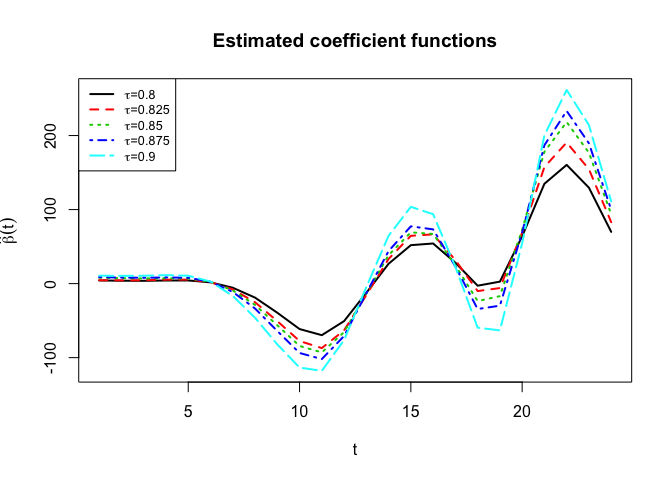 Estimated coefficient functions
τ=0.8
τ=0.825
τ=0.85
τ=0.875
τ=0.9
200
100
0
-100
5 10 15 20
t
β̂(t)